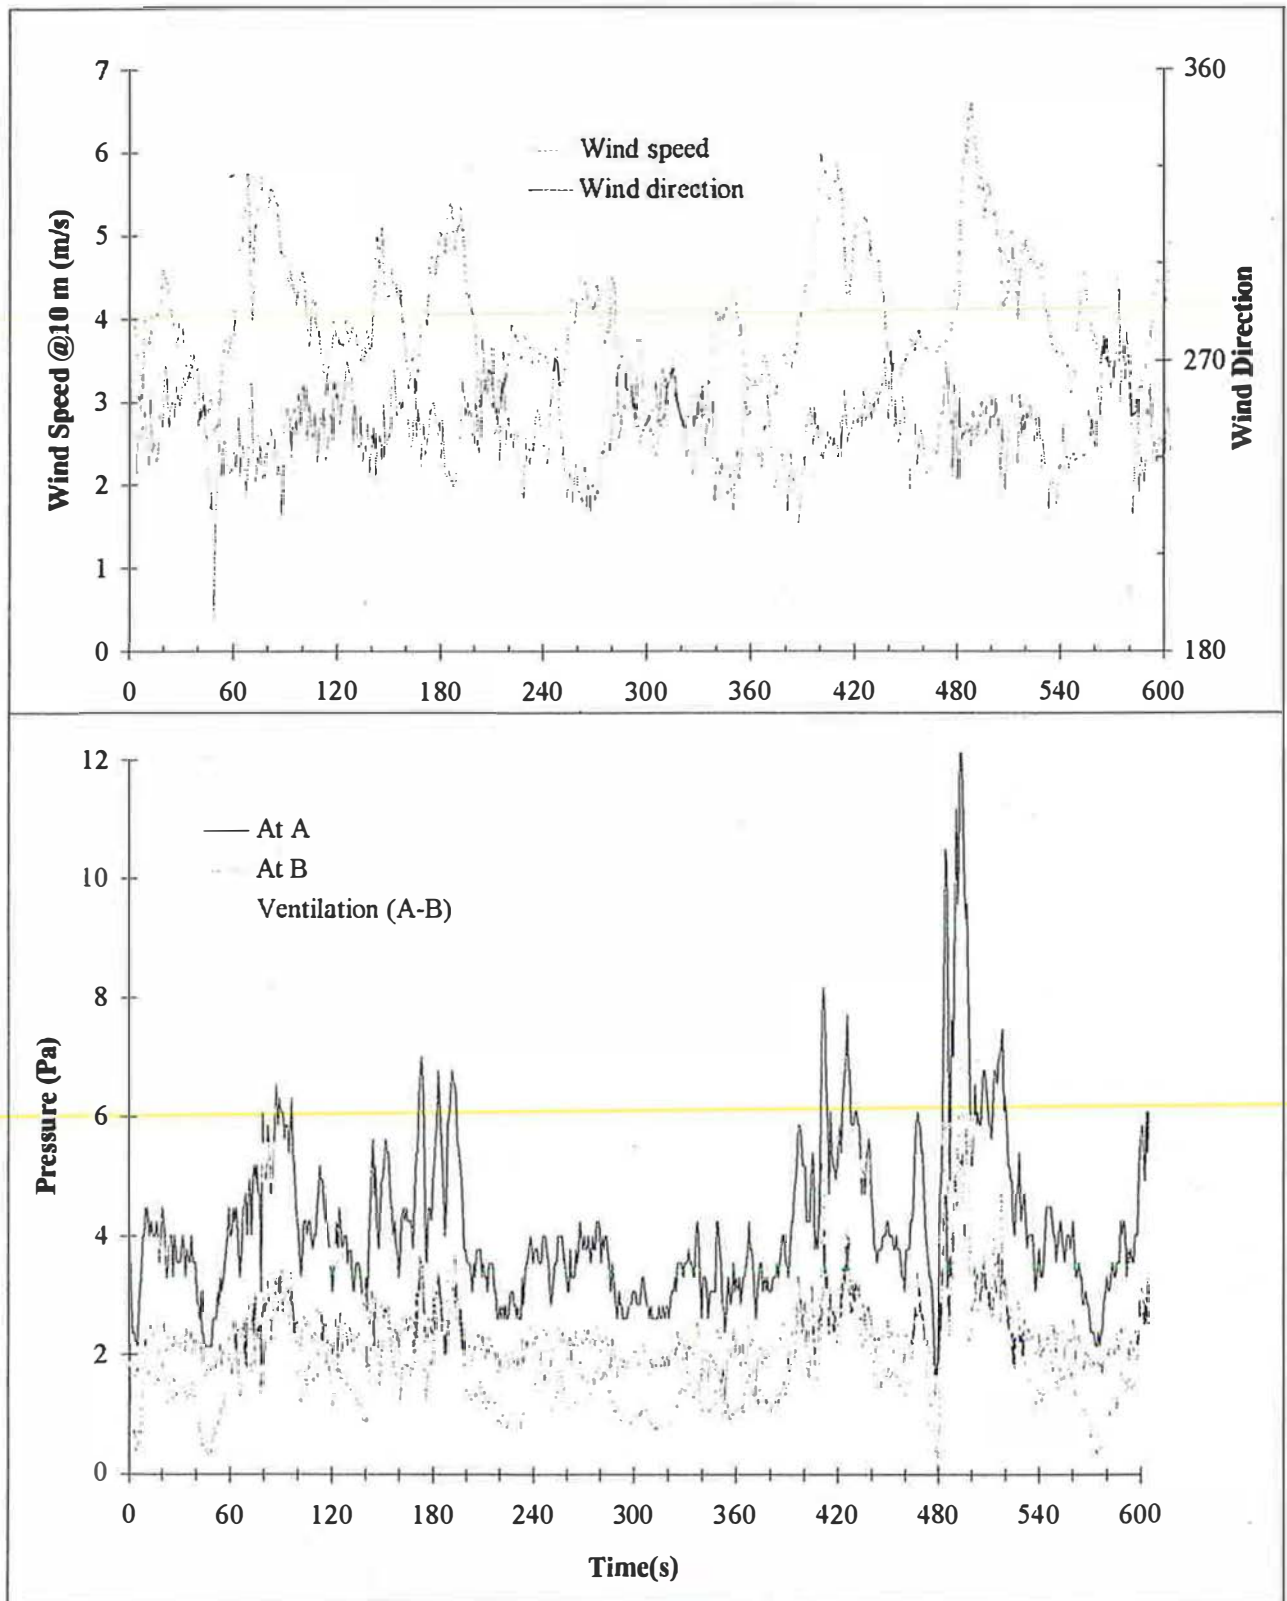 7
6
5
4
3
2
1
0
Wind Speed @10 m (m/s)
Wind speed
Wind direction
360
270
180
Wind Direction
0 60 120 180 240 300 360 420 480 540 600
12
10
8
6
4
2
0
Pressure (Pa)
At A
At B
Ventilation (A-B)
0 60 120 180 240 300 360 420 480 540 600
Time(s)